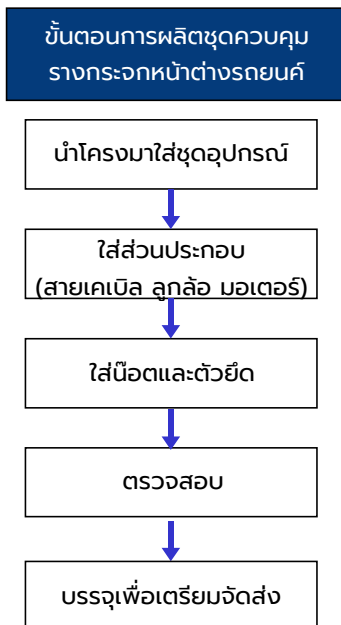 ขั้นตอนการผลิตชุดควบคุม
รางกระจกหน้าต่างรถยนค์
นำโครงมาใส่ชุดอุปกรณ์
ใส่ส่วนประกอบ
(สายเคเบิล ลูกล้อ มอเตอร์)
ใส่น๊อตและตัวยึด
ตรวจสอบ
บรรจุเพื่อเตรียมจัดส่ง